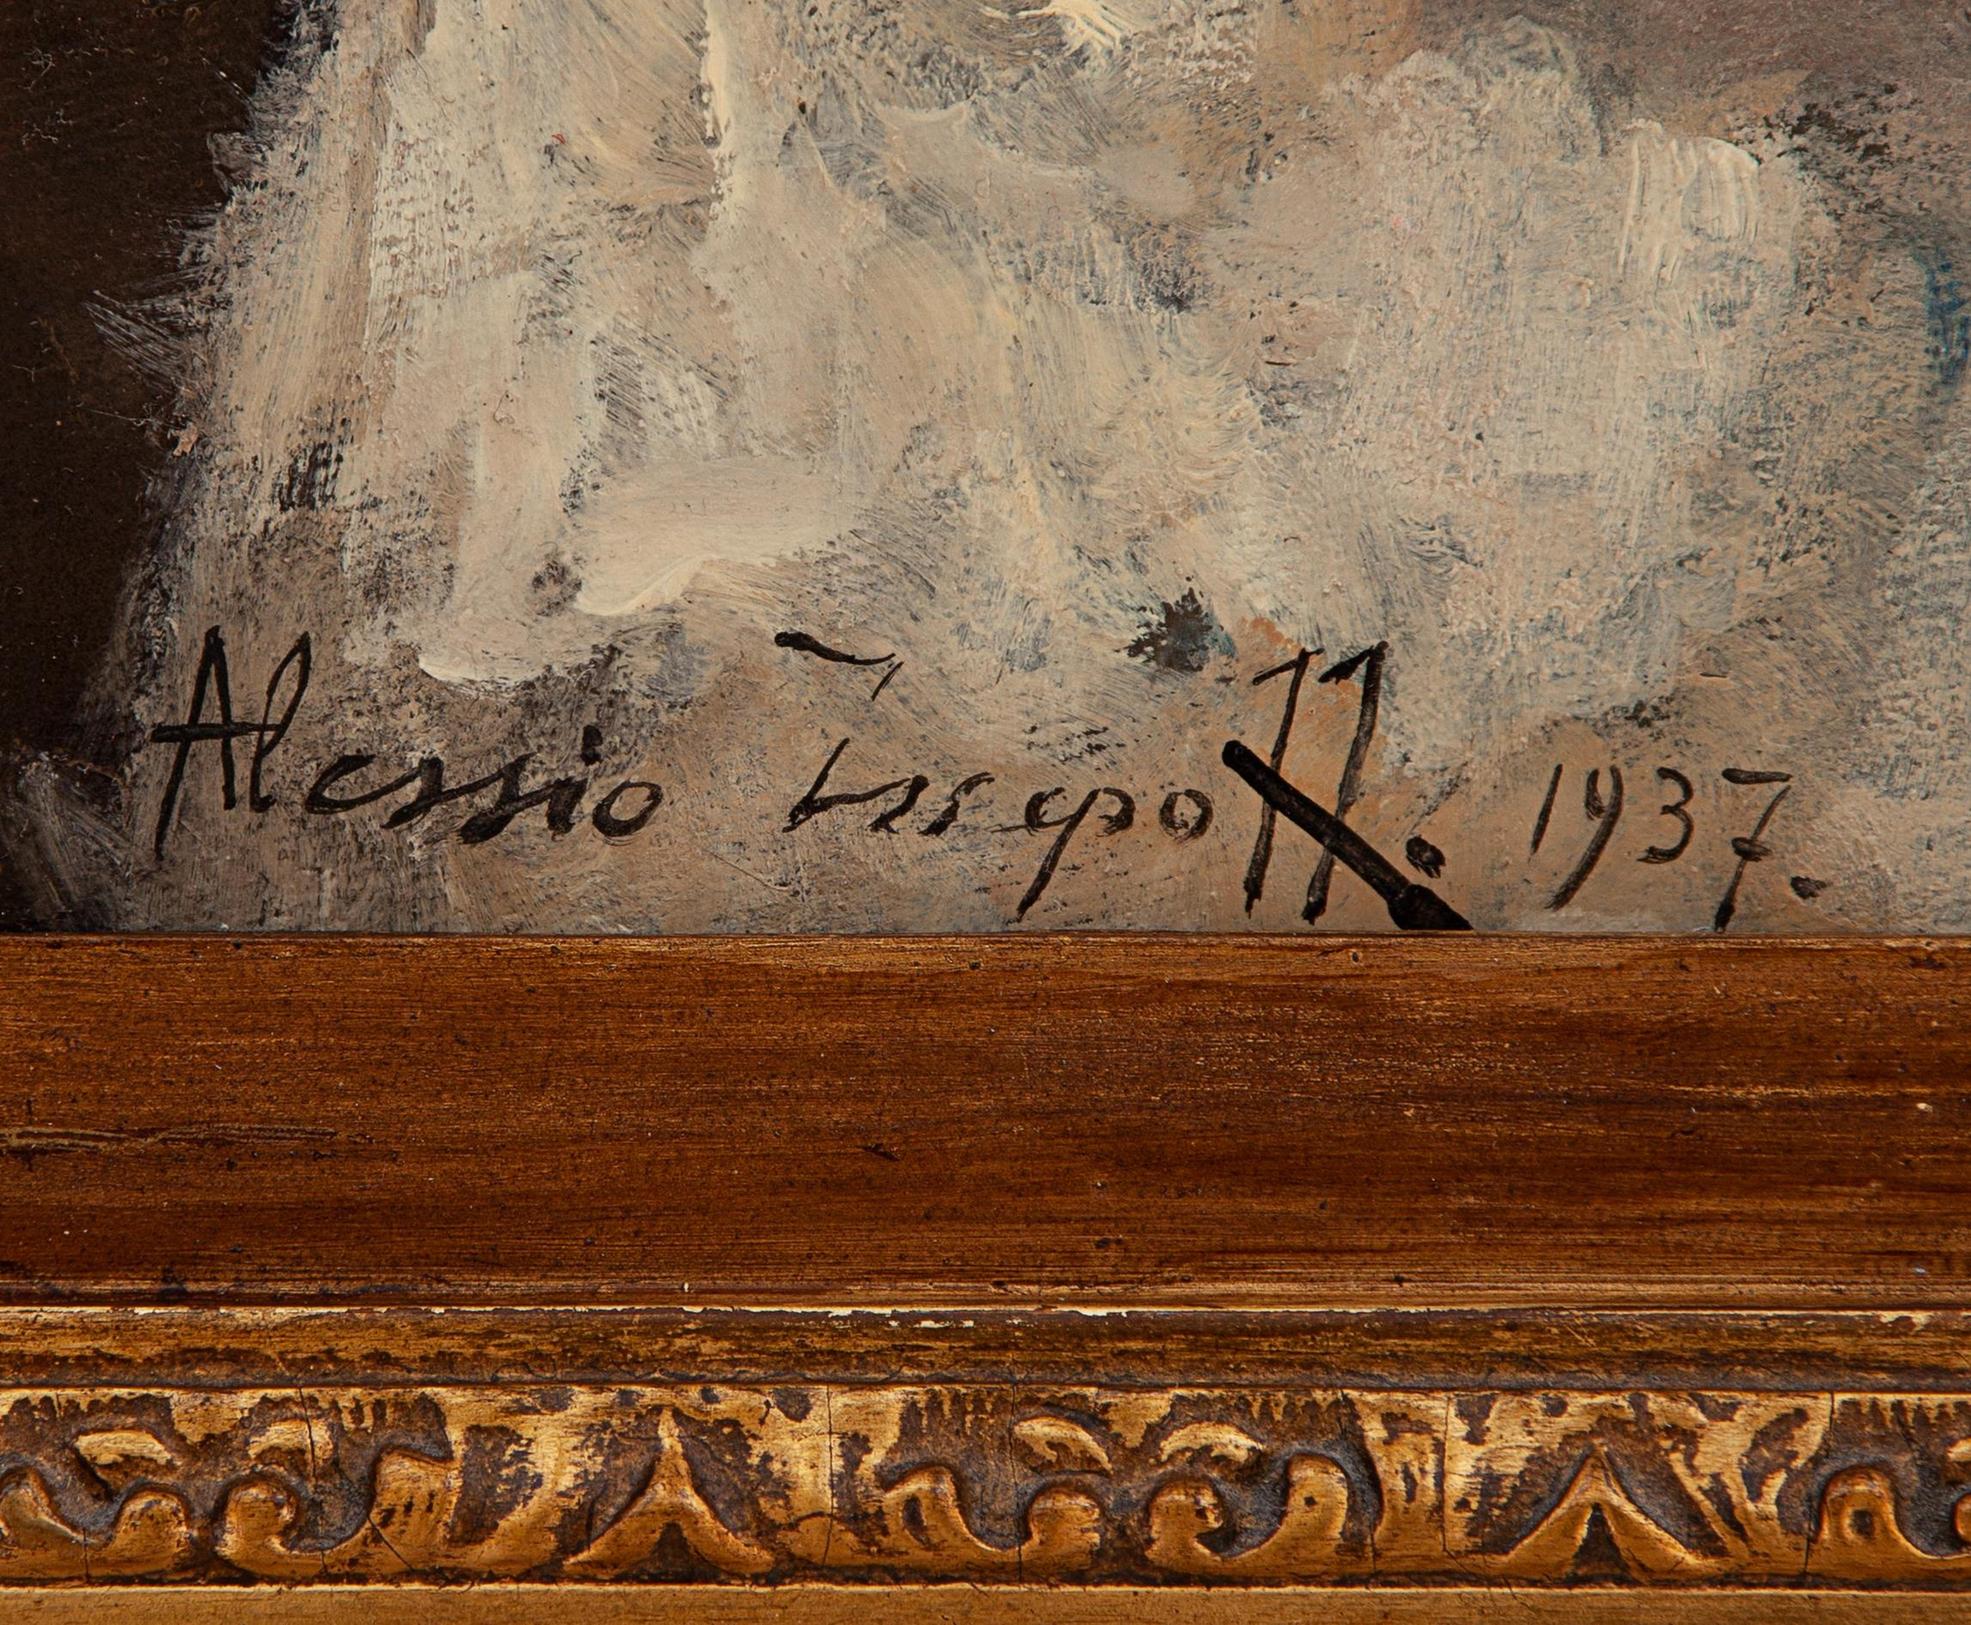 Alessio Issupoff. 1937.